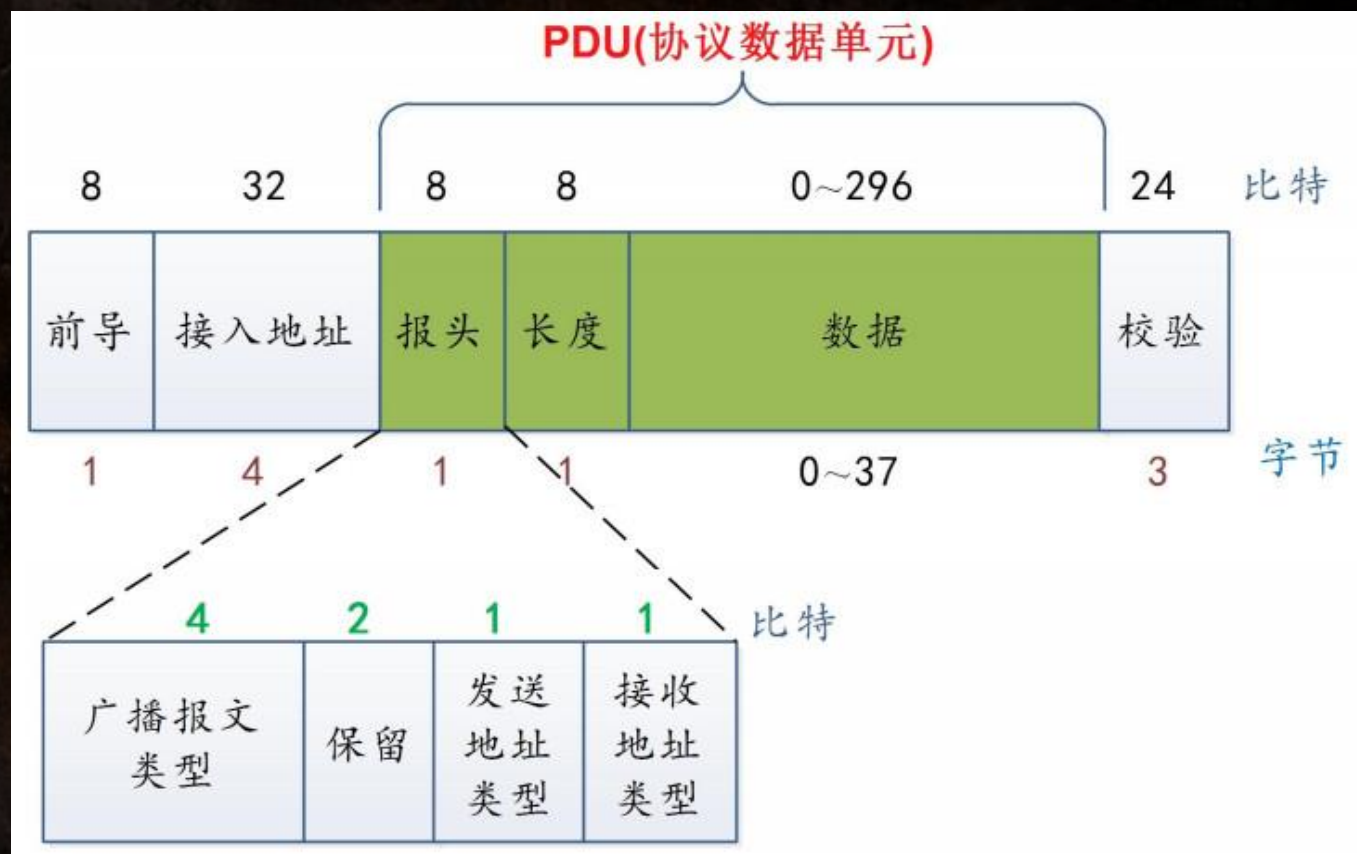 PDU(协议数据单元)
8 32 8 8 0~296 24 比特
前导 接入地址 报头 长度 数据 校验
1 4 1 1 0~37 3 字节
4 2 1 1 比特
广播报文
类型
保留
发送
地址
类型
接收
地址
类型